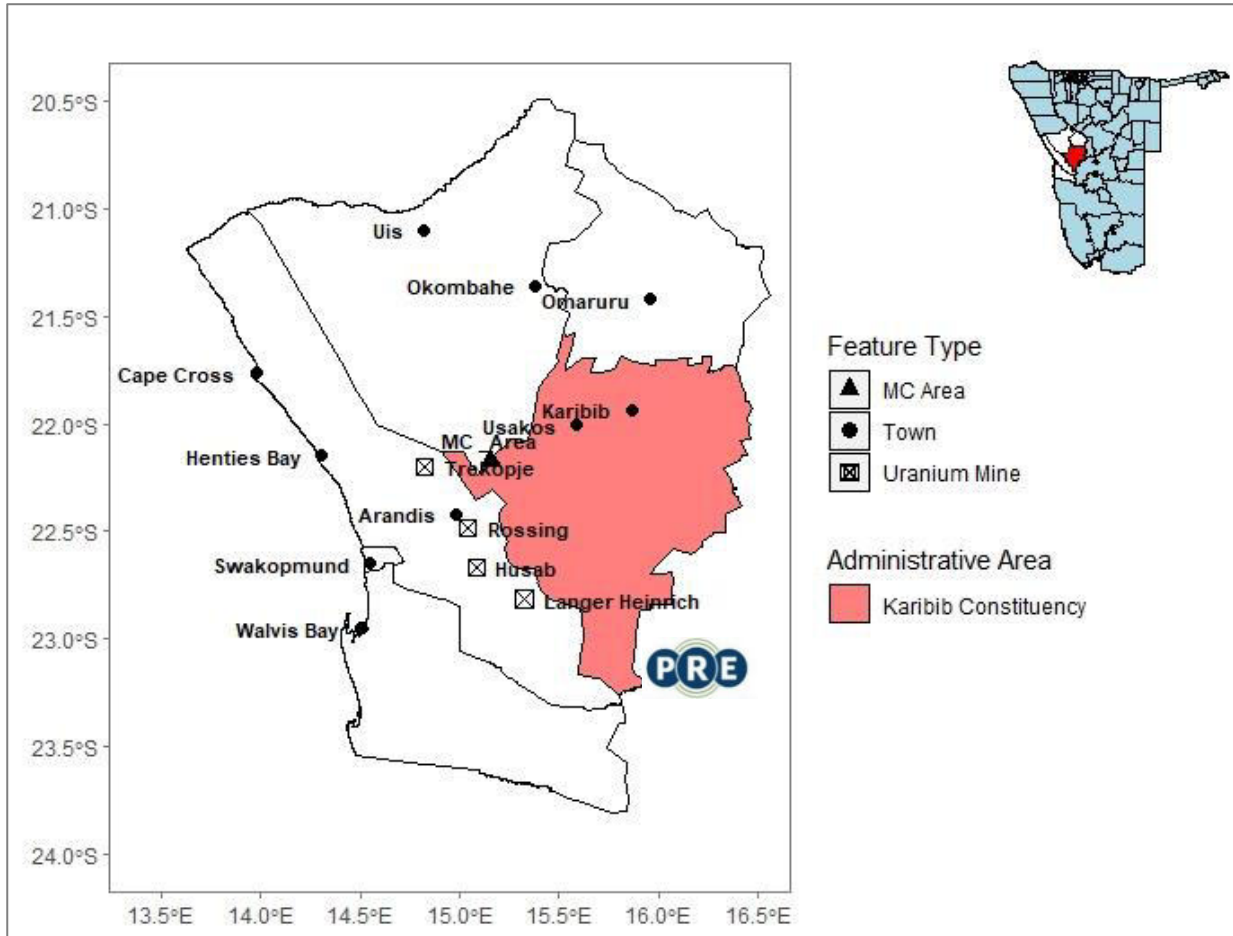 20.5°S
21.0°S
21.5°S
22.0°S
22.5°S
23.0°S
23.5°S
24.0°S
13.5°E
14.0°E
14.5°E
15.0°E
15.5°E
16.0°E
16.5°E
Uis
Okombahe
Omaruru
Cape Cross
Karibib
Usakos
MC_Area
Henties Bay
Trekopje
Arandis
Rossing
Swakopmund
Husab
Langer Heinrich
Walvis Bay
PRE
Feature Type
MC Area
Town
Uranium Mine
Administrative Area
Karibib Constituency